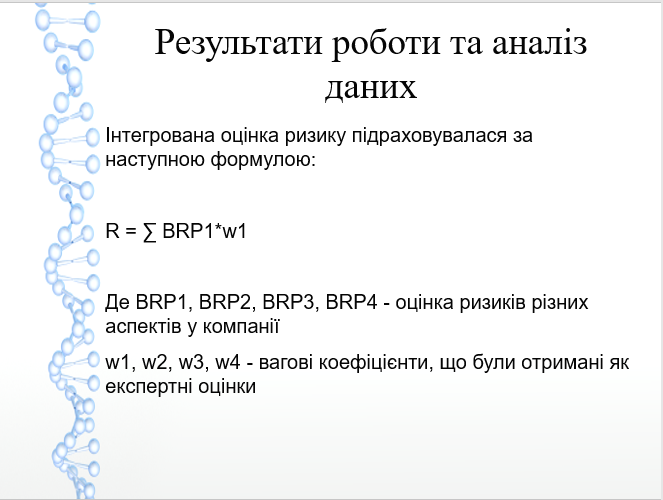 Результати роботи та аналіз
даних
Інтегрована оцінка ризику підраховувалася за
наступною формулою:
R = ∑ BRP1*w1
Де BRP1, BRP2, BRP3, BRP4 - оцінка ризиків різних
аспектів у компанії
w1, w2, w3, w4 - вагові коефіцієнти, що були отримані як
експертні оцінки